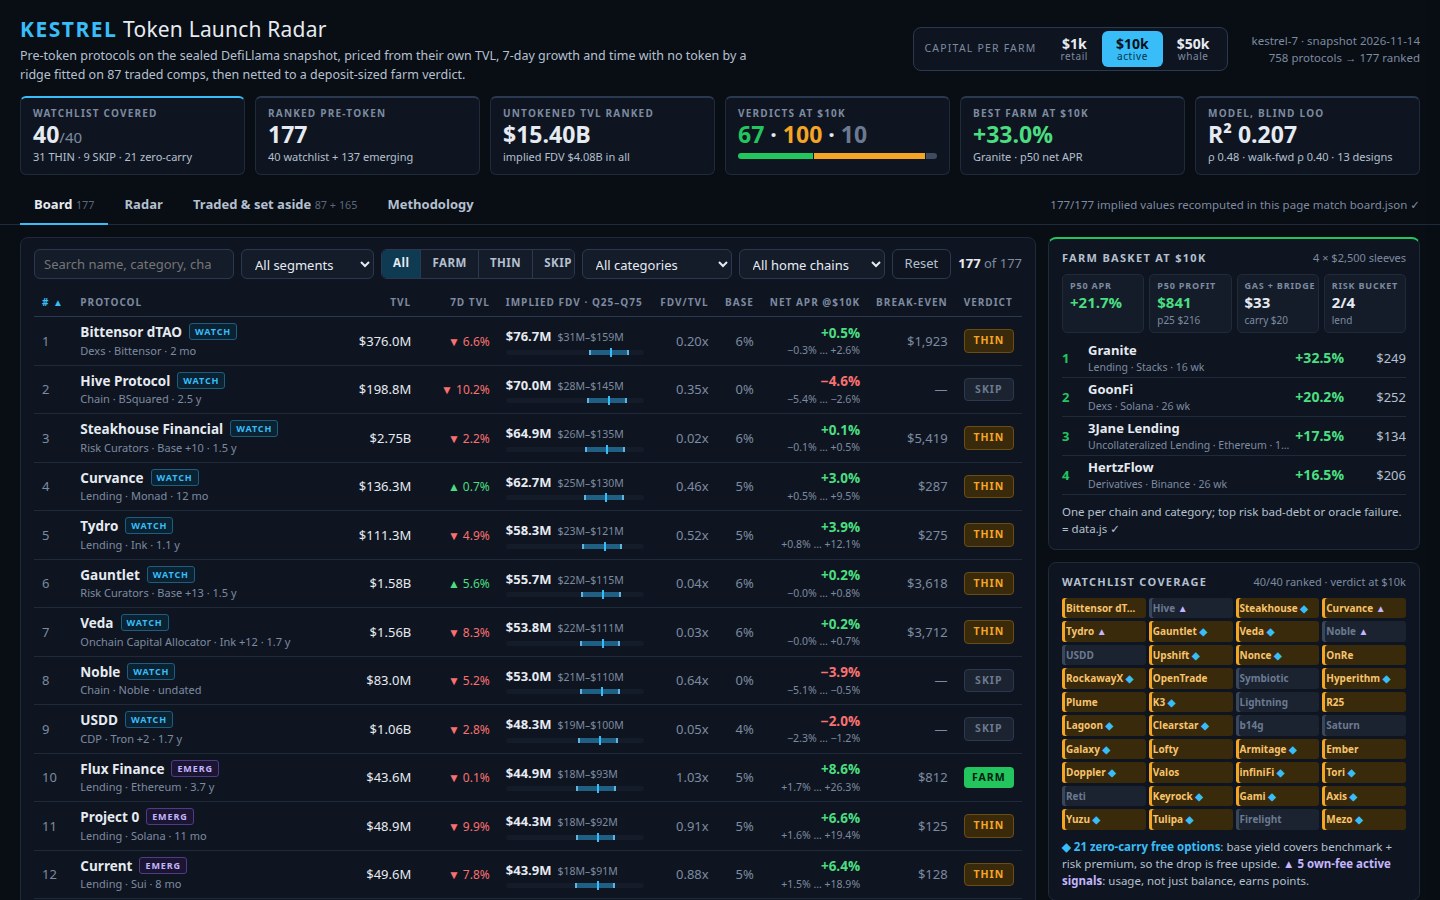 KESTREL Token Launch Radar
Pre-token protocols on the sealed DefiLlama snapshot, priced from their own TVL, 7-day growth and time with no token by a
ridge fitted on 87 traded comps, then netted to a deposit-sized farm verdict.
CAPITAL PER FARM
$1k
retail
$10k
active
$50k
whale
kestrel-7 · snapshot 2026-11-14
758 protocols → 177 ranked
WATCHLIST COVERED
40/40
31 THIN · 9 SKIP · 21 zero-carry
RANKED PRE-TOKEN
177
40 watchlist + 137 emerging
UNTOKENED TVL RANKED
$15.40B
implied FDV $4.08B in all
VERDICTS AT $10K
67 · 100 · 10
BEST FARM AT $10K
+33.0%
Granite · p50 net APR
MODEL, BLIND LOO
R² 0.207
ρ 0.48 · walk-fwd ρ 0.40 · 13 designs
Board 177
Radar
Traded & set aside 87 + 165
Methodology
177/177 implied values recomputed in this page match board.json ✓
Search name, category, cha
All segments
All
FARM
THIN
SKIP
All categories
All home chains
Reset
177 of 177
# ▲ PROTOCOL TVL 7D TVL IMPLIED FDV · Q25–Q75 FDV/TVL BASE NET APR @$10K BREAK-EVEN VERDICT
1 Bittensor dTAO WATCH $376.0M ▼ 6.6% $76.7M $31M–$159M 0.20x 6% +0.5% $1,923 THIN
Dexs · Bittensor · 2 mo −0.3% … +2.6%
2 Hive Protocol WATCH $198.8M ▼ 10.2% $70.0M $28M–$145M 0.35x 0% −4.6% — SKIP
Chain · BSquared · 2.5 y −5.4% … −2.6%
3 Steakhouse Financial WATCH $2.75B ▼ 2.2% $64.9M $26M–$135M 0.02x 6% +0.1% $5,419 THIN
Risk Curators · Base +10 · 1.5 y −0.1% … +0.5%
4 Curvance WATCH $136.3M ▲ 0.7% $62.7M $25M–$130M 0.46x 5% +3.0% $287 THIN
Lending · Monad · 12 mo +0.5% … +9.5%
5 Tydro WATCH $111.3M ▼ 4.9% $58.3M $23M–$121M 0.52x 5% +3.9% $275 THIN
Lending · Ink · 1.1 y +0.8% … +12.1%
6 Gauntlet WATCH $1.58B ▲ 5.6% $55.7M $22M–$115M 0.04x 6% +0.2% $3,618 THIN
Risk Curators · Base +13 · 1.5 y −0.0% … +0.8%
7 Veda WATCH $1.56B ▼ 8.3% $53.8M $22M–$111M 0.03x 6% +0.2% $3,712 THIN
Onchain Capital Allocator · Ink +12 · 1.7 y −0.0% … +0.7%
8 Noble WATCH $83.0M ▼ 5.2% $53.0M $21M–$110M 0.64x 0% −3.9% — SKIP
Chain · Noble · undated −5.1% … −0.5%
9 USDD WATCH $1.06B ▼ 2.8% $48.3M $19M–$100M 0.05x 4% −2.0% — SKIP
CDP · Tron +2 · 1.7 y −2.3% … −1.2%
10 Flux Finance EMERG $43.6M ▼ 0.1% $44.9M $18M–$93M 1.03x 5% +8.6% $812 FARM
Lending · Ethereum · 3.7 y +1.7% … +26.3%
11 Project 0 EMERG $48.9M ▼ 9.9% $44.3M $18M–$92M 0.91x 5% +6.6% $125 THIN
Lending · Solana · 11 mo +1.6% … +19.4%
12 Current EMERG $49.6M ▼ 7.8% $43.9M $18M–$91M 0.88x 5% +6.4% $128 THIN
Lending · Sui · 8 mo +1.5% … +18.9%
FARM BASKET AT $10K 4 × $2,500 sleeves
P50 APR
+21.7%
P50 PROFIT
$841
p25 $216
GAS + BRIDGE
$33
carry $20
RISK BUCKET
2/4
lend
1 Granite +32.5% $249
Lending · Stacks · 16 wk
2 GoonFi +20.2% $252
Dexs · Solana · 26 wk
3 3Jane Lending +17.5% $134
Uncollateralized Lending · Ethereum · 1…
4 HertzFlow +16.5% $206
Derivatives · Binance · 26 wk
One per chain and category; top risk bad-debt or oracle failure.
= data.js ✓
WATCHLIST COVERAGE 40/40 ranked · verdict at $10k
Bittensor dT… Hive ▲ Steakhouse ◆ Curvance ▲
Tydro ▲ Gauntlet ◆ Veda ◆ Noble ▲
USDD Upshift ◆ Nonce ◆ OnRe
RockawayX ◆ OpenTrade Symbiotic Hyperithm ◆
Plume K3 ◆ Lightning R25
Lagoon ◆ Clearstar ◆ b14g Saturn
Galaxy ◆ Lofty Armitage ◆ Ember
Doppler ◆ Valos infiniFi ◆ Tori ◆
Reti Keyrock ◆ Gami ◆ Axis ◆
Yuzu ◆ Tulipa ◆ Firelight Mezo ◆
◆ 21 zero-carry free options: base yield covers benchmark +
risk premium, so the drop is free upside. ▲ 5 own-fee active
signals: usage, not just balance, earns points.